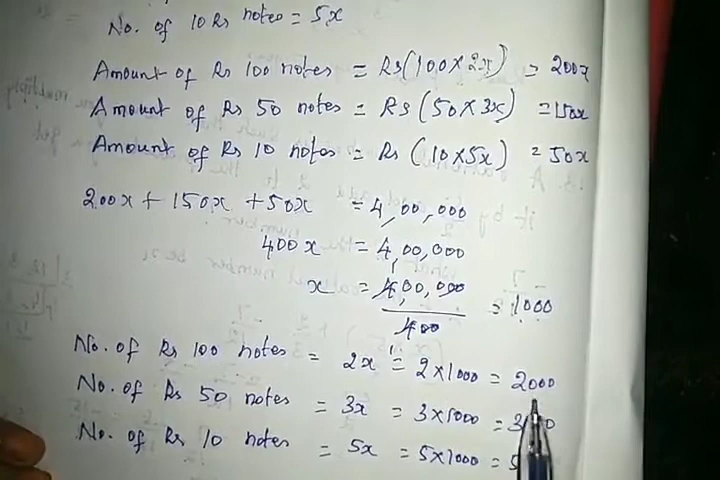 No. of 10 Rs notes = 5x
Amount of Rs 100 notes = Rs(100×2x) = 200x
Amount of Rs 50 notes = Rs (50×3x) = 150x
Amount of Rs 10 notes = Rs (10×5x) = 50x
200x + 150x + 50x = 4,00,000
400x = 4,00,000
x = 4,00,000 / 400 = 1000
No. of Rs 100 notes = 2x = 2×1000 = 2000
No. of Rs 50 notes = 3x = 3×1000 =
No. of Rs 10 notes = 5x = 5×1000 =